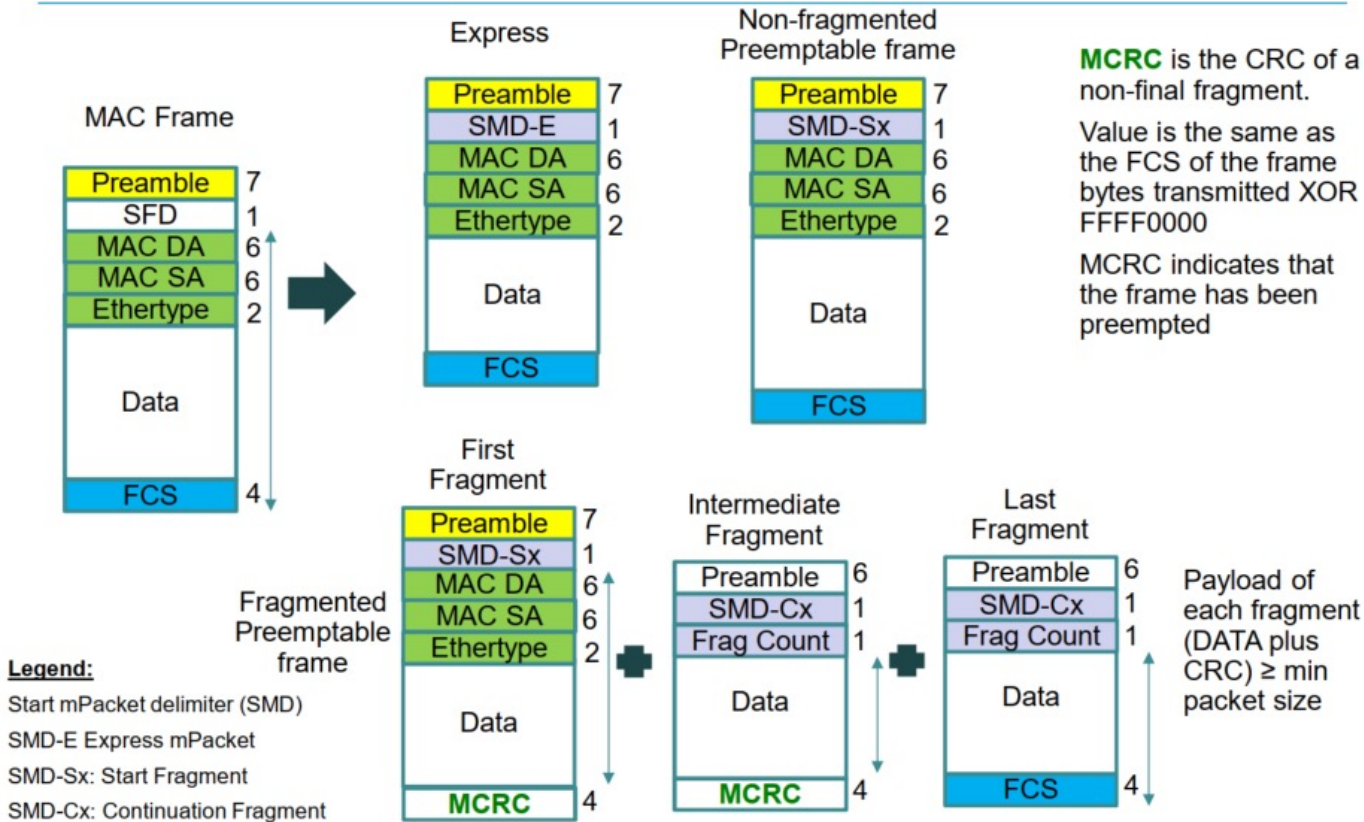 MAC Frame
Preamble 7
SFD 1
MAC DA 6
MAC SA 6
Ethertype 2
Data
FCS 4
Express
Preamble 7
SMD-E 1
MAC DA 6
MAC SA 6
Ethertype 2
Data
FCS
Non-fragmented
Preemptable frame
Preamble 7
SMD-Sx 1
MAC DA 6
MAC SA 6
Ethertype 2
Data
FCS
MCRC is the CRC of a
non-final fragment.
Value is the same as
the FCS of the frame
bytes transmitted XOR
FFFF0000
MCRC indicates that
the frame has been
preempted
Fragmented
Preemptable
frame
First
Fragment
Preamble 7
SMD-Sx 1
MAC DA 6
MAC SA 6
Ethertype 2
Data
MCRC 4
Intermediate
Fragment
Preamble 6
SMD-Cx 1
Frag Count 1
Data
MCRC 4
Last
Fragment
Preamble 6
SMD-Cx 1
Frag Count 1
Data
FCS 4
Payload of
each fragment
(DATA plus
CRC) ≥ min
packet size
Legend:
Start mPacket delimiter (SMD)
SMD-E Express mPacket
SMD-Sx: Start Fragment
SMD-Cx: Continuation Fragment